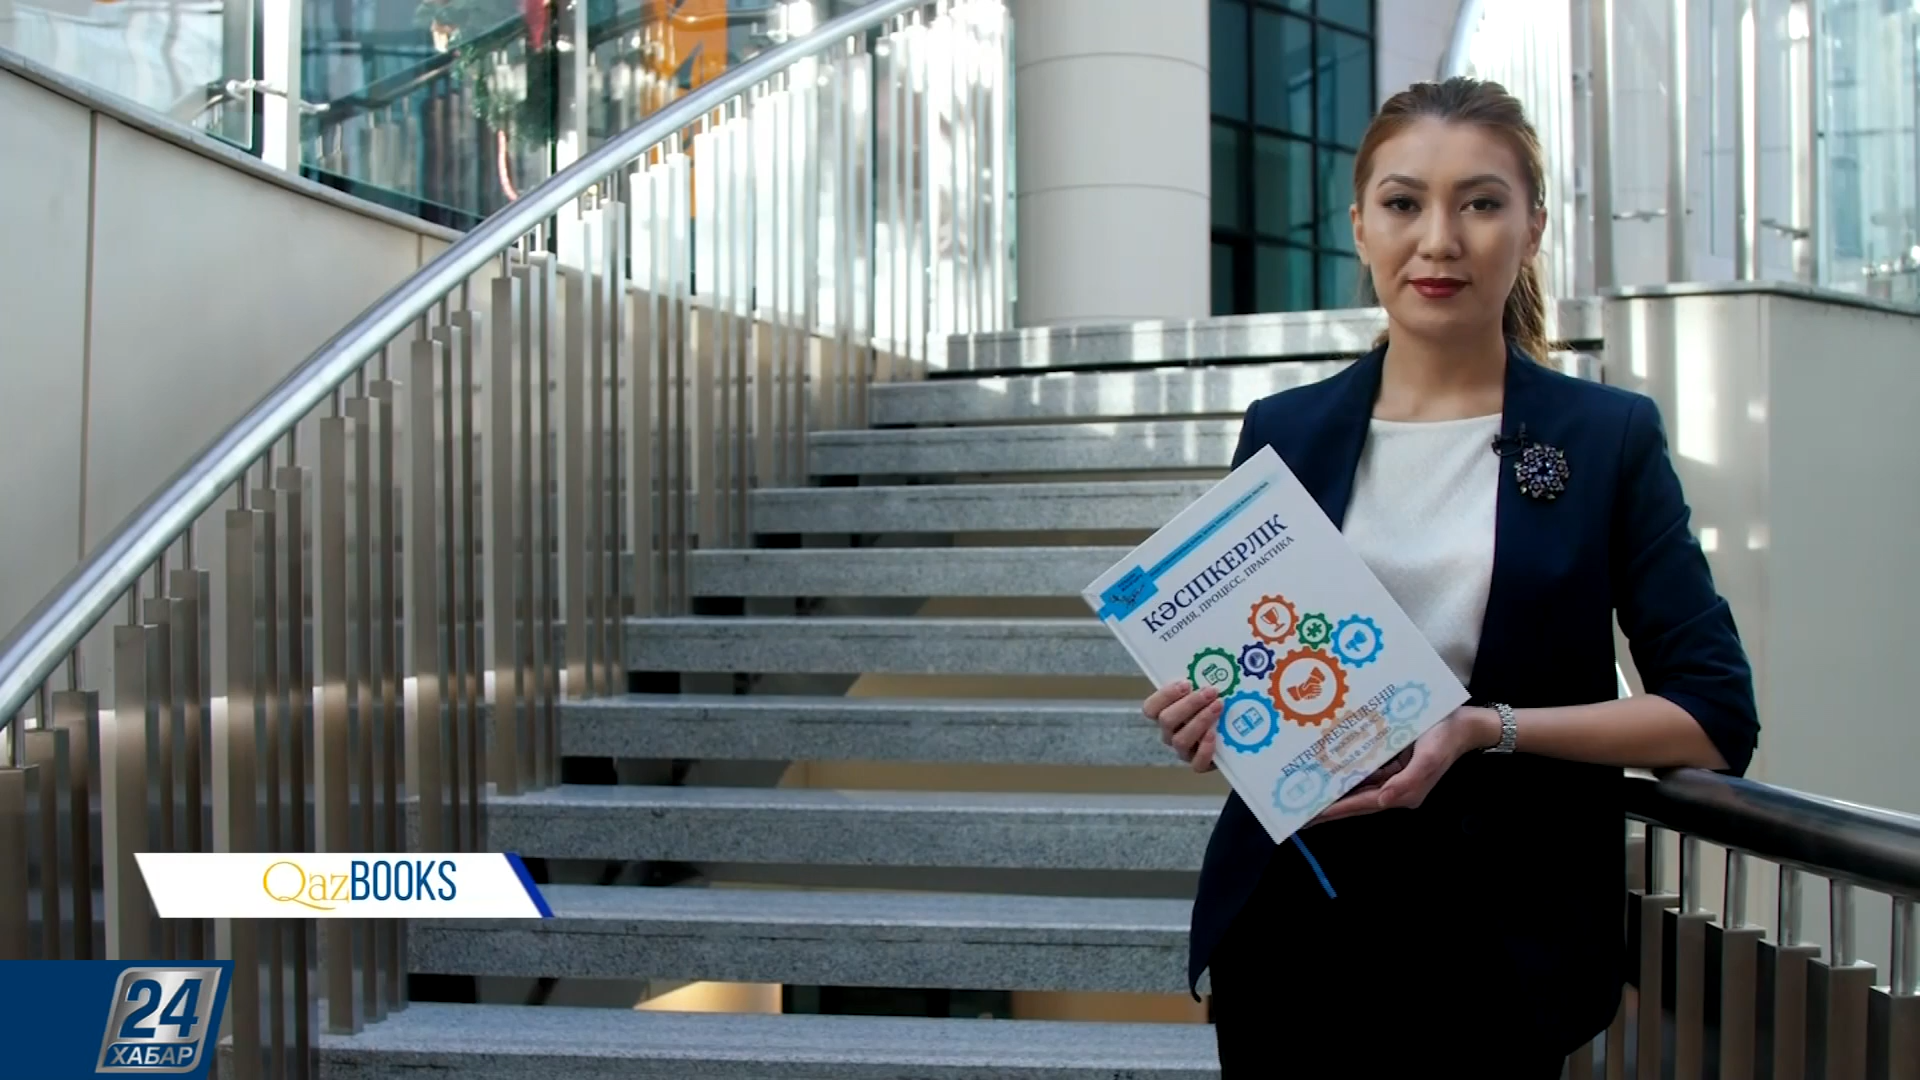 КӘСІПКЕРЛІК
ТЕОРИЯ, ПРОЦЕСС, ПРАКТИКА
ENTREPRENEURSHIP
QazBOOKS
24
ХАБАР